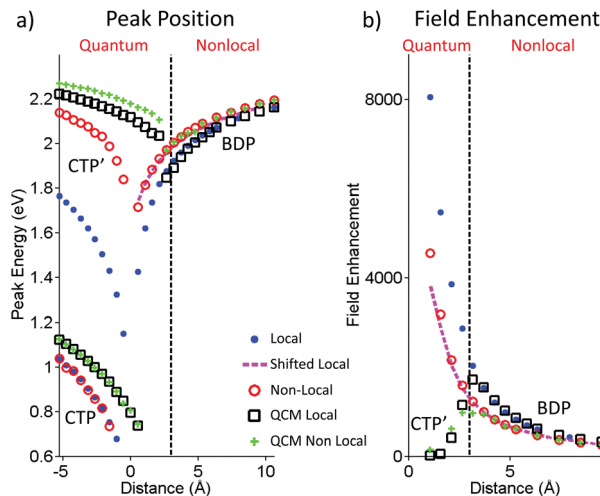 a)
Peak Position
Quantum
Nonlocal
Peak Energy (eV)
2.2
2
1.8
1.6
1.4
1.2
1
0.8
0.6
CTP’
BDP
CTP
Local
Shifted Local
Non-Local
QCM Local
QCM Non Local
-5
0
5
10
Distance (Å)
b)
Field Enhancement
Quantum
Nonlocal
Field Enhancement
8000
4000
0
CTP’
BDP
0
5
Distance (Å)